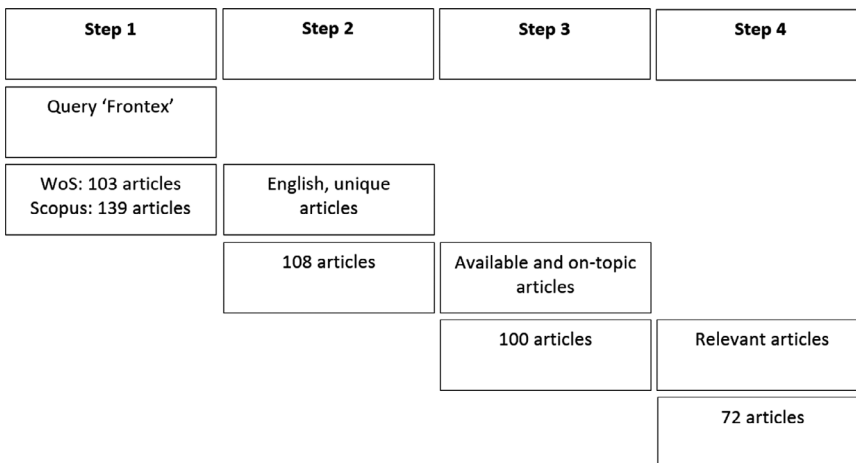 Step 1
Step 2
Step 3
Step 4
Query ‘Frontex’
WoS: 103 articles
Scopus: 139 articles
English, unique
articles
108 articles
Available and on-topic
articles
100 articles
Relevant articles
72 articles